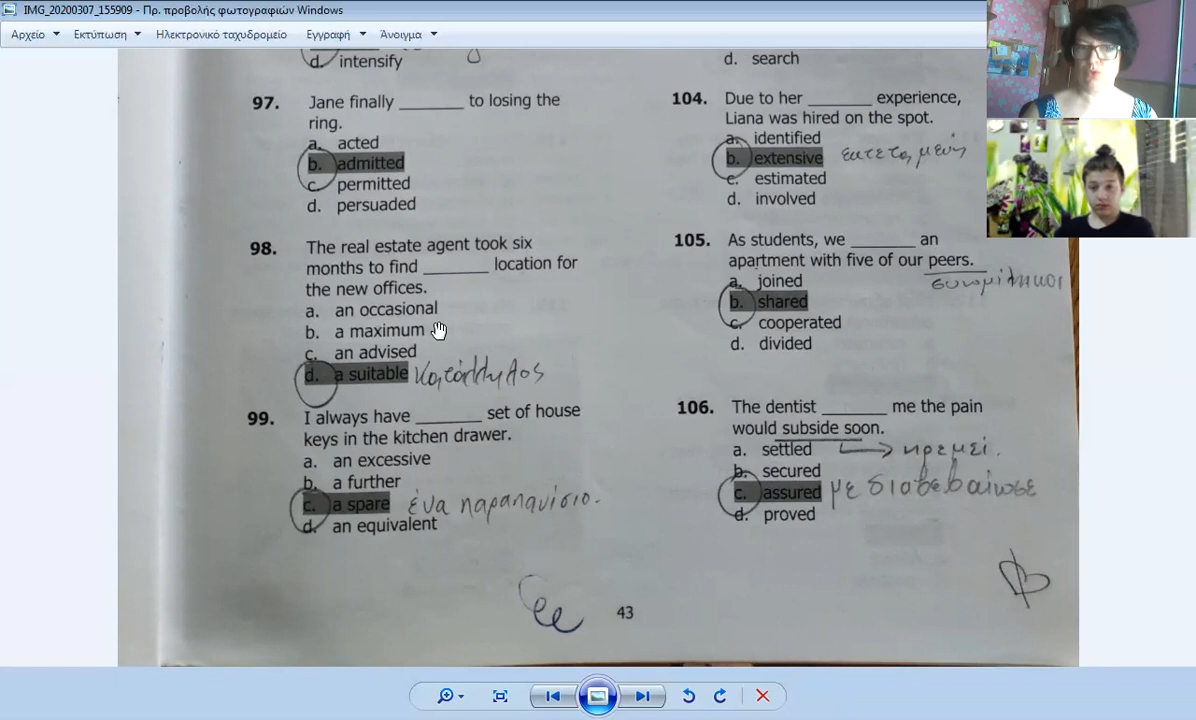 IMG_20200307_155909 - Πρ. προβολής φωτογραφιών Windows
Αρχείο Εκτύπωση Ηλεκτρονικό ταχυδρομείο Εγγραφή Άνοιγμα
d. intensify
97. Jane finally _______ to losing the
ring.
a. acted
b. admitted
c. permitted
d. persuaded
98. The real estate agent took six
months to find _______ location for
the new offices.
a. an occasional
b. a maximum
c. an advised
d. a suitable κατάλληλος
99. I always have _______ set of house
keys in the kitchen drawer.
a. an excessive
b. a further
c. a spare ένα παραπανίσιο.
d. an equivalent
d. search
104. Due to her _______ experience,
Liana was hired on the spot.
a. identified
b. extensive εκτεταμένη
c. estimated
d. involved
105. As students, we _______ an
apartment with five of our peers.
a. joined συνομίληκοι
b. shared
c. cooperated
d. divided
106. The dentist _______ me the pain
would subside soon.
a. settled → ηρεμεί.
b. secured
c. assured με διαβεβαίωσε
d. proved
43